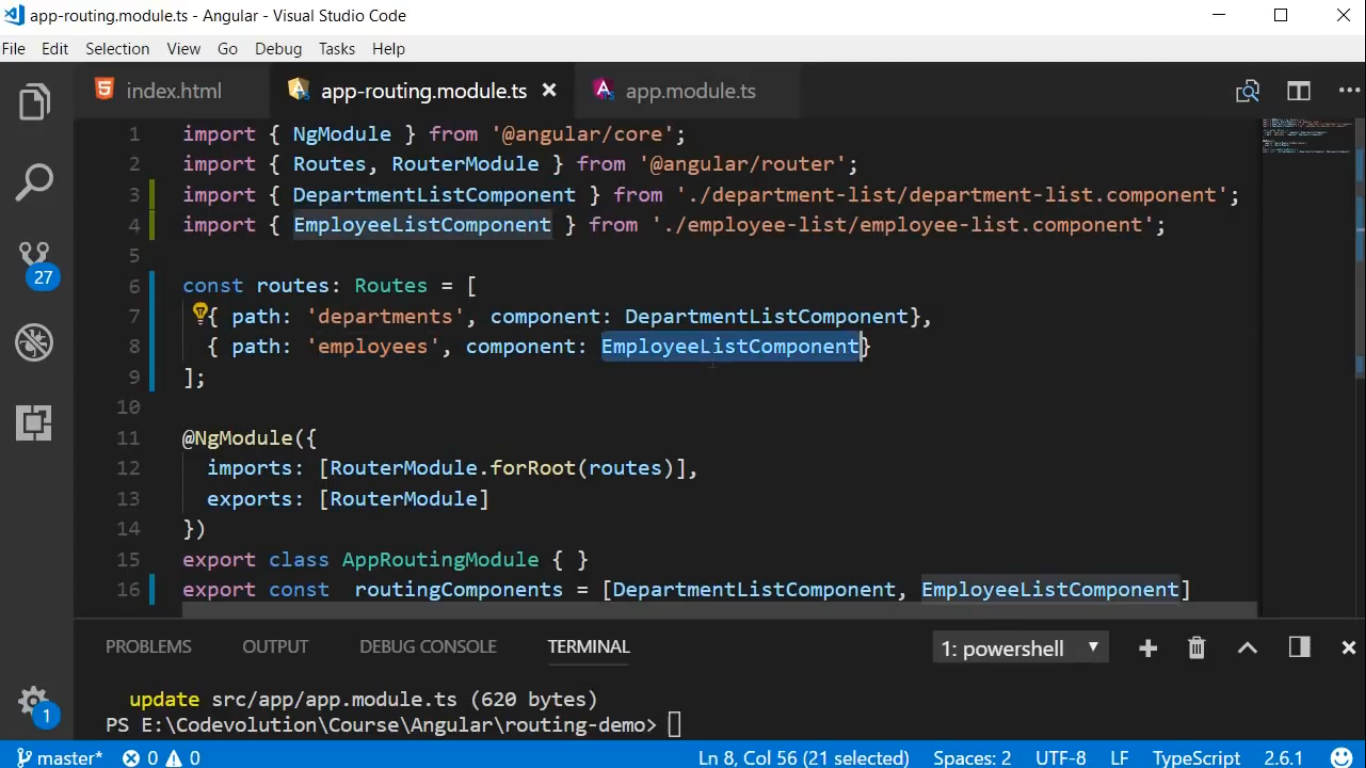 app-routing.module.ts - Angular - Visual Studio Code
File Edit Selection View Go Debug Tasks Help
index.html app-routing.module.ts app.module.ts
1 import { NgModule } from '@angular/core';
2 import { Routes, RouterModule } from '@angular/router';
3 import { DepartmentListComponent } from './department-list/department-list.component';
4 import { EmployeeListComponent } from './employee-list/employee-list.component';
5
6 const routes: Routes = [
7 { path: 'departments', component: DepartmentListComponent},
8 { path: 'employees', component: EmployeeListComponent}
9 ];
10
11 @NgModule({
12 imports: [RouterModule.forRoot(routes)],
13 exports: [RouterModule]
14 })
15 export class AppRoutingModule { }
16 export const routingComponents = [DepartmentListComponent, EmployeeListComponent]
27
PROBLEMS OUTPUT DEBUG CONSOLE TERMINAL 1: powershell
update src/app/app.module.ts (620 bytes)
PS E:\Codevolution\Course\Angular\routing-demo>
1
master* 0 0 Ln 8, Col 56 (21 selected) Spaces: 2 UTF-8 LF TypeScript 2.6.1